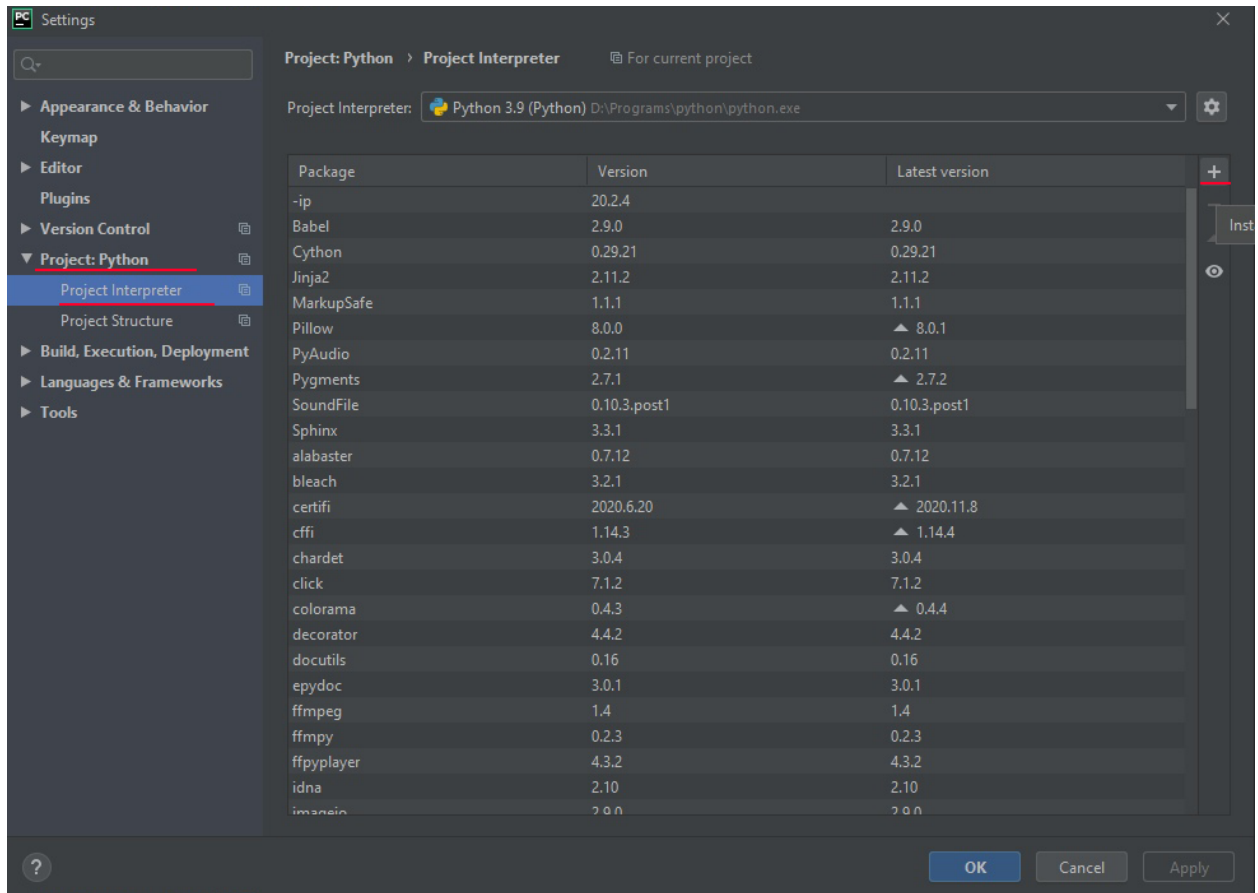 PC Settings
Project: Python › Project Interpreter For current project
Project Interpreter: Python 3.9 (Python) D:\Programs\python\python.exe
Appearance & Behavior
Keymap
Editor
Plugins
Version Control
Project: Python
Project Interpreter
Project Structure
Build, Execution, Deployment
Languages & Frameworks
Tools
Package Version Latest version
-ip 20.2.4
Babel 2.9.0 2.9.0
Cython 0.29.21 0.29.21
Jinja2 2.11.2 2.11.2
MarkupSafe 1.1.1 1.1.1
Pillow 8.0.0 8.0.1
PyAudio 0.2.11 0.2.11
Pygments 2.7.1 2.7.2
SoundFile 0.10.3.post1 0.10.3.post1
Sphinx 3.3.1 3.3.1
alabaster 0.7.12 0.7.12
bleach 3.2.1 3.2.1
certifi 2020.6.20 2020.11.8
cffi 1.14.3 1.14.4
chardet 3.0.4 3.0.4
click 7.1.2 7.1.2
colorama 0.4.3 0.4.4
decorator 4.4.2 4.4.2
docutils 0.16 0.16
epydoc 3.0.1 3.0.1
ffmpeg 1.4 1.4
ffmpy 0.2.3 0.2.3
ffpyplayer 4.3.2 4.3.2
idna 2.10 2.10
imageio 2.9.0 2.9.0
+
Inst
? OK Cancel Apply